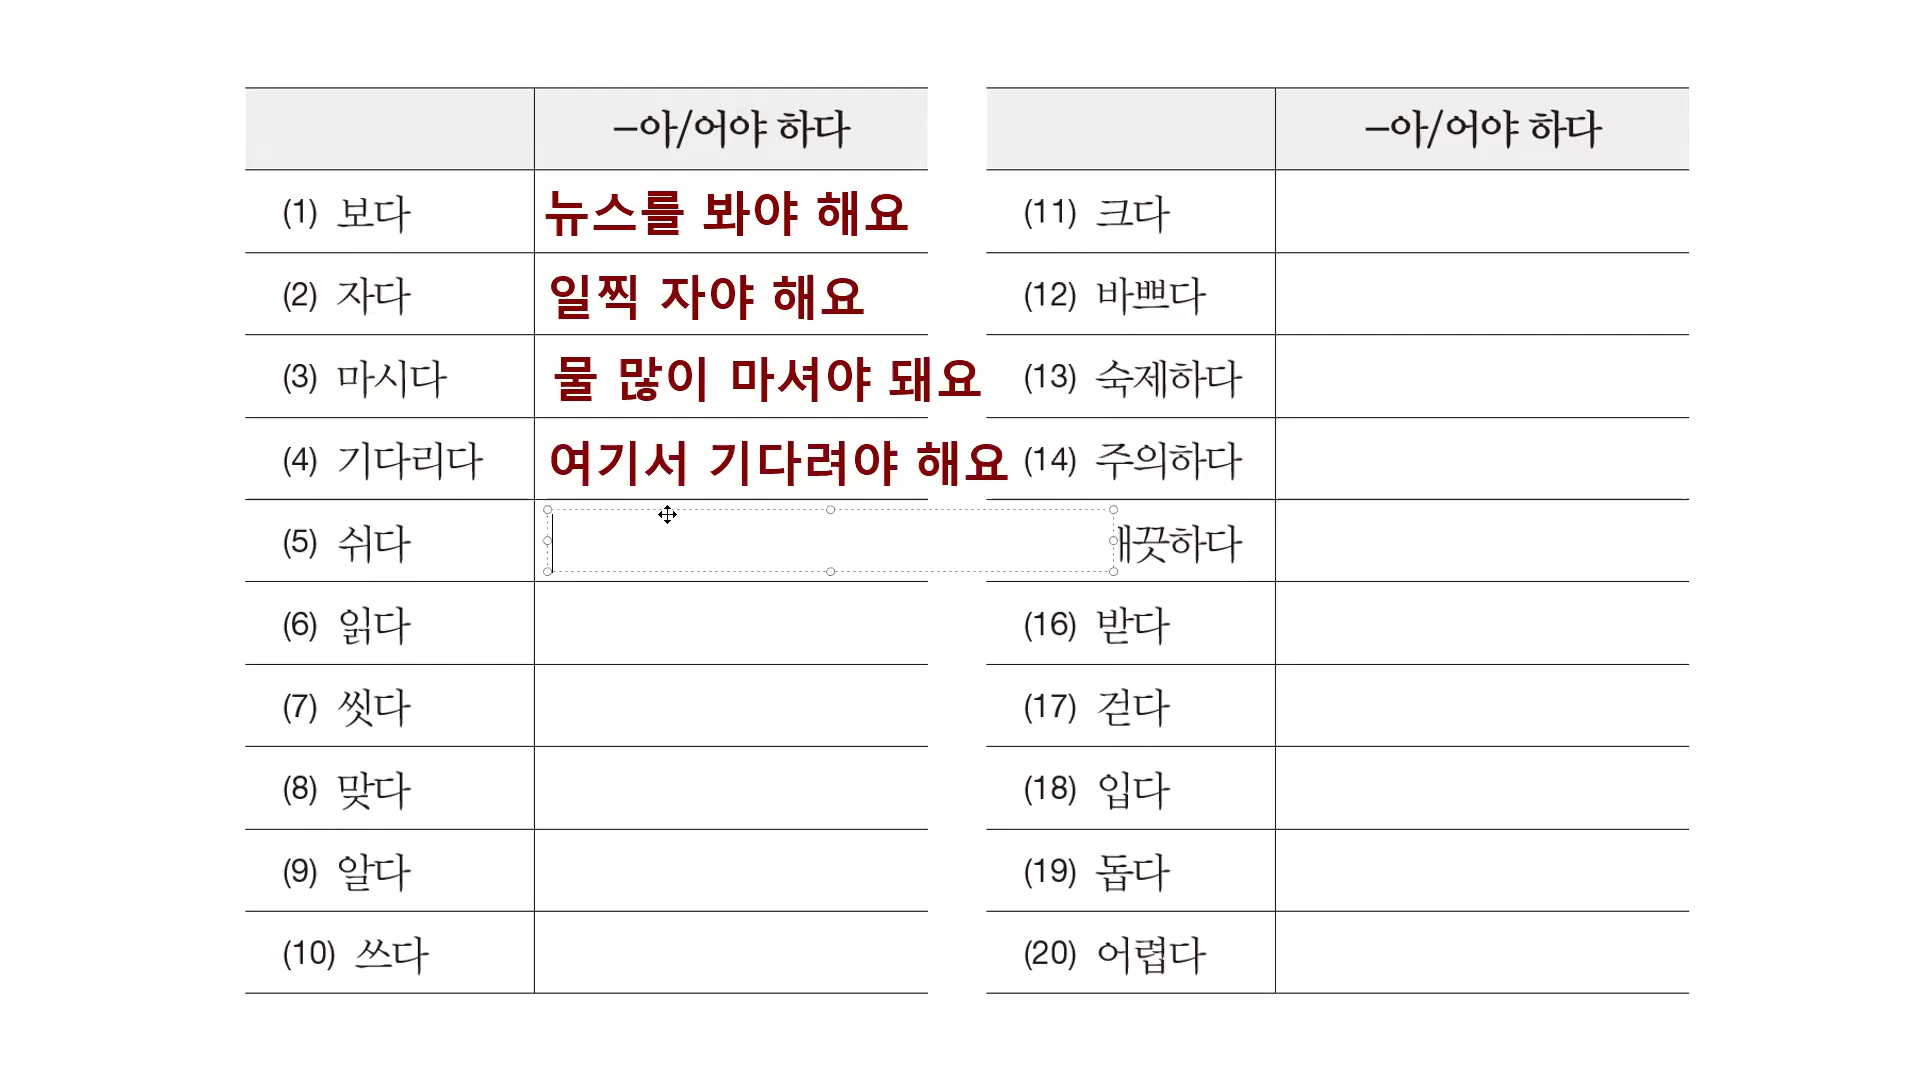 –아/어야 하다
(1) 보다 뉴스를 봐야 해요
(2) 자다 일찍 자야 해요
(3) 마시다 물 많이 마셔야 돼요
(4) 기다리다 여기서 기다려야 해요
(5) 쉬다
(6) 읽다
(7) 씻다
(8) 맞다
(9) 알다
(10) 쓰다
–아/어야 하다
(11) 크다
(12) 바쁘다
(13) 숙제하다
(14) 주의하다
끗하다
(16) 받다
(17) 걷다
(18) 입다
(19) 돕다
(20) 어렵다